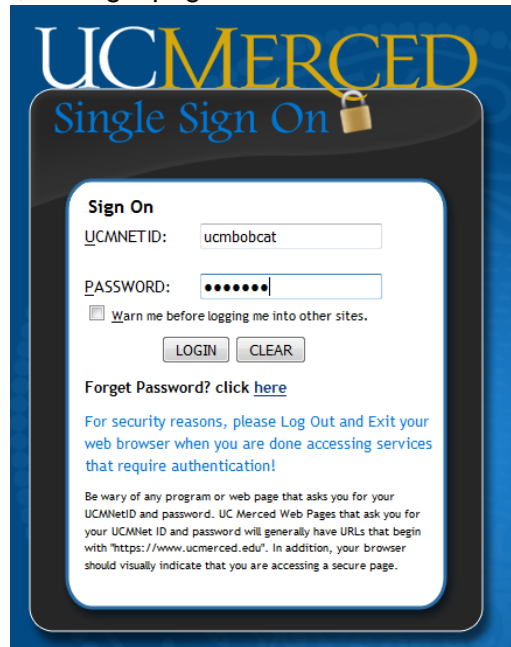 UCMERCED
Single Sign On
Sign On
UCMNETID:
ucmbobcat
PASSWORD:
•••••••
Warn me before logging me into other sites.
LOGIN CLEAR
Forget Password? click here
For security reasons, please Log Out and Exit your
web browser when you are done accessing services
that require authentication!
Be wary of any program or web page that asks you for your
UCMNetID and password. UC Merced Web Pages that ask you for
your UCMNet ID and password will generally have URLs that begin
with "https://www.ucmerced.edu". In addition, your browser
should visually indicate that you are accessing a secure page.